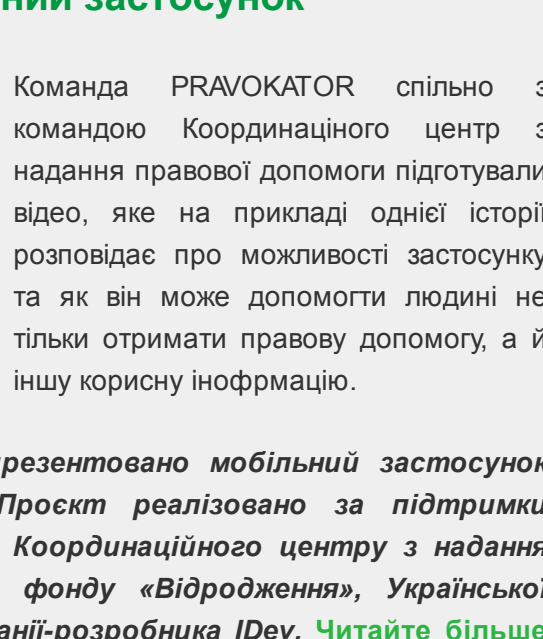 ний застосунок
Команда PRAVOKATOR спільно з
командою Координаціного центр з
надання правової допомоги підготували
відео, яке на прикладі однієї історії
розповідає про можливості застосунку
та як він може допомогти людині не
тільки отримати правову допомогу, а й
іншу корисну інофрмацію.
презентовано мобільний застосунок
Проєкт реалізовано за підтримки
Координаційного центру з надання
фонду «Відродження», Української
анії-розробника IDev. Читайте більше